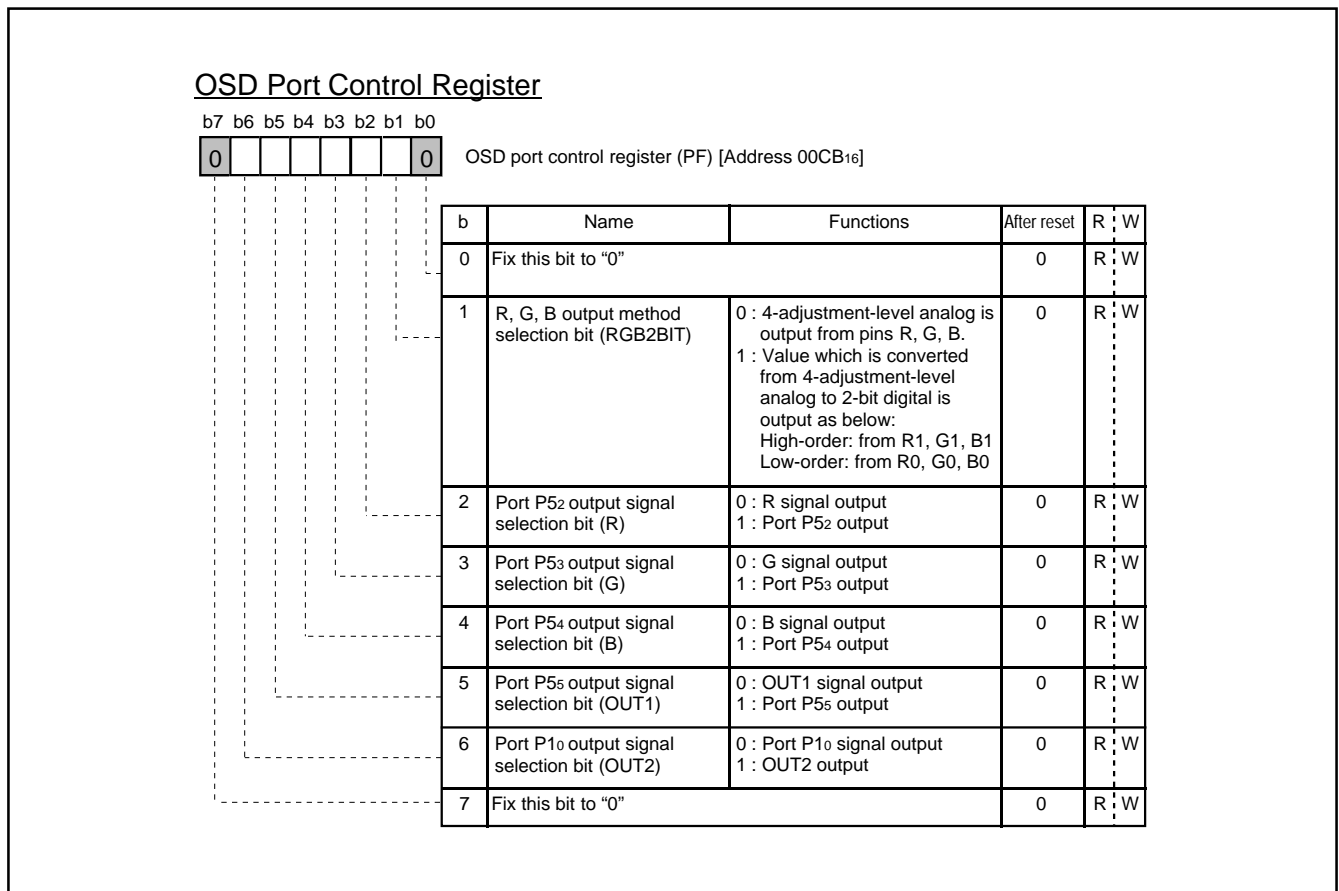 OSD Port Control Register
b7 b6 b5 b4 b3 b2 b1 b0
0 0
OSD port control register (PF) [Address 00CB16]
b Name Functions After reset R W
0 Fix this bit to “0” 0 R W
1 R, G, B output method 0 : 4-adjustment-level analog is 0 R W
selection bit (RGB2BIT) output from pins R, G, B.
1 : Value which is converted
from 4-adjustment-level
analog to 2-bit digital is
output as below:
High-order: from R1, G1, B1
Low-order: from R0, G0, B0
2 Port P52 output signal 0 : R signal output 0 R W
selection bit (R) 1 : Port P52 output
3 Port P53 output signal 0 : G signal output 0 R W
selection bit (G) 1 : Port P53 output
4 Port P54 output signal 0 : B signal output 0 R W
selection bit (B) 1 : Port P54 output
5 Port P55 output signal 0 : OUT1 signal output 0 R W
selection bit (OUT1) 1 : Port P55 output
6 Port P10 output signal 0 : Port P10 signal output 0 R W
selection bit (OUT2) 1 : OUT2 output
7 Fix this bit to “0” 0 R W